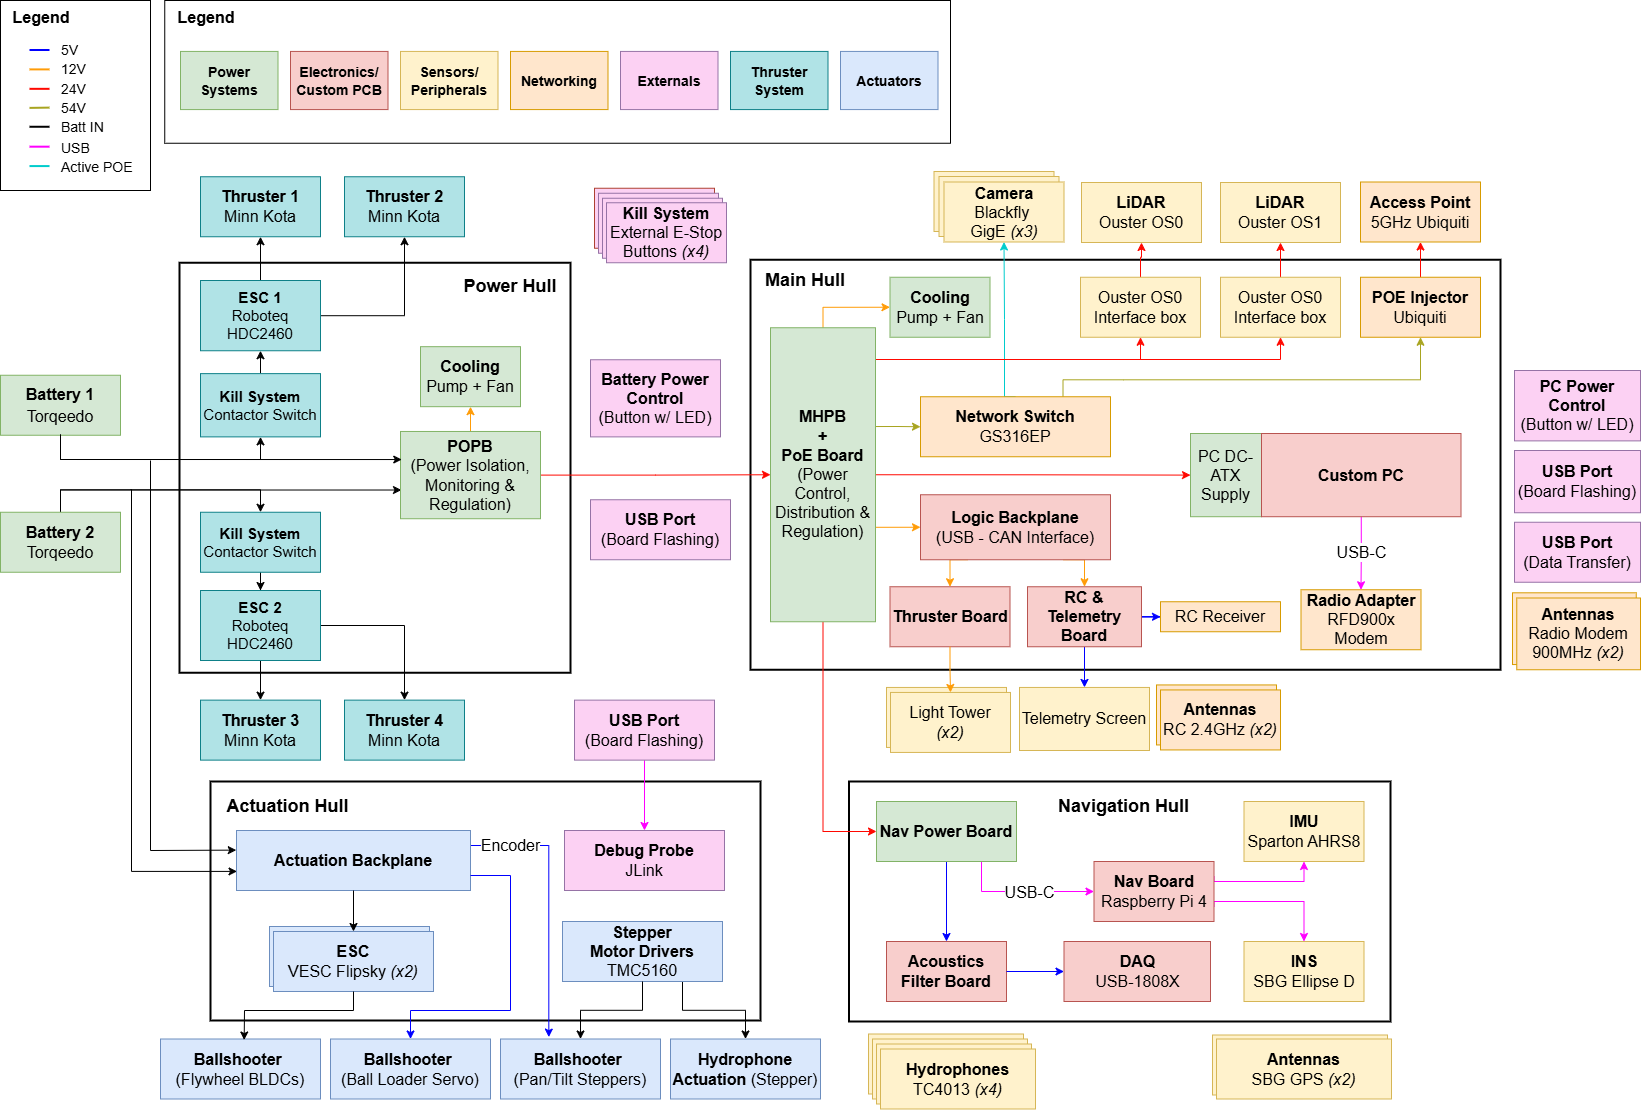 Legend
5V
12V
24V
54V
Batt IN
USB
Active POE
Legend
Power
Systems
Electronics/
Custom PCB
Sensors/
Peripherals
Networking
Externals
Thruster
System
Actuators
Thruster 1
Minn Kota
Thruster 2
Minn Kota
Kill System
External E-Stop
Buttons (x4)
Camera
Blackfly
GigE (x3)
LiDAR
Ouster OS0
LiDAR
Ouster OS1
Access Point
5GHz Ubiquiti
Power Hull
ESC 1
Roboteq
HDC2460
Kill System
Contactor Switch
Cooling
Pump + Fan
Battery 1
Torqeedo
POPB
(Power Isolation,
Monitoring &
Regulation)
Battery 2
Torqeedo
Kill System
Contactor Switch
ESC 2
Roboteq
HDC2460
Thruster 3
Minn Kota
Thruster 4
Minn Kota
Battery Power
Control
(Button w/ LED)
USB Port
(Board Flashing)
Main Hull
Cooling
Pump + Fan
Ouster OS0
Interface box
Ouster OS0
Interface box
POE Injector
Ubiquiti
MHPB
+
PoE Board
(Power
Control,
Distribution &
Regulation)
Network Switch
GS316EP
PC DC-
ATX
Supply
Custom PC
Logic Backplane
(USB - CAN Interface)
USB-C
Thruster Board
RC &
Telemetry
Board
RC Receiver
Radio Adapter
RFD900x
Modem
PC Power
Control
(Button w/ LED)
USB Port
(Board Flashing)
USB Port
(Data Transfer)
Antennas
Radio Modem
900MHz (x2)
Light Tower
(x2)
Telemetry Screen
Antennas
RC 2.4GHz (x2)
USB Port
(Board Flashing)
Actuation Hull
Actuation Backplane
Encoder
Debug Probe
JLink
ESC
VESC Flipsky (x2)
Stepper
Motor Drivers
TMC5160
Ballshooter
(Flywheel BLDCs)
Ballshooter
(Ball Loader Servo)
Ballshooter
(Pan/Tilt Steppers)
Hydrophone
Actuation (Stepper)
Navigation Hull
Nav Power Board
IMU
Sparton AHRS8
USB-C
Nav Board
Raspberry Pi 4
Acoustics
Filter Board
DAQ
USB-1808X
INS
SBG Ellipse D
Hydrophones
TC4013 (x4)
Antennas
SBG GPS (x2)